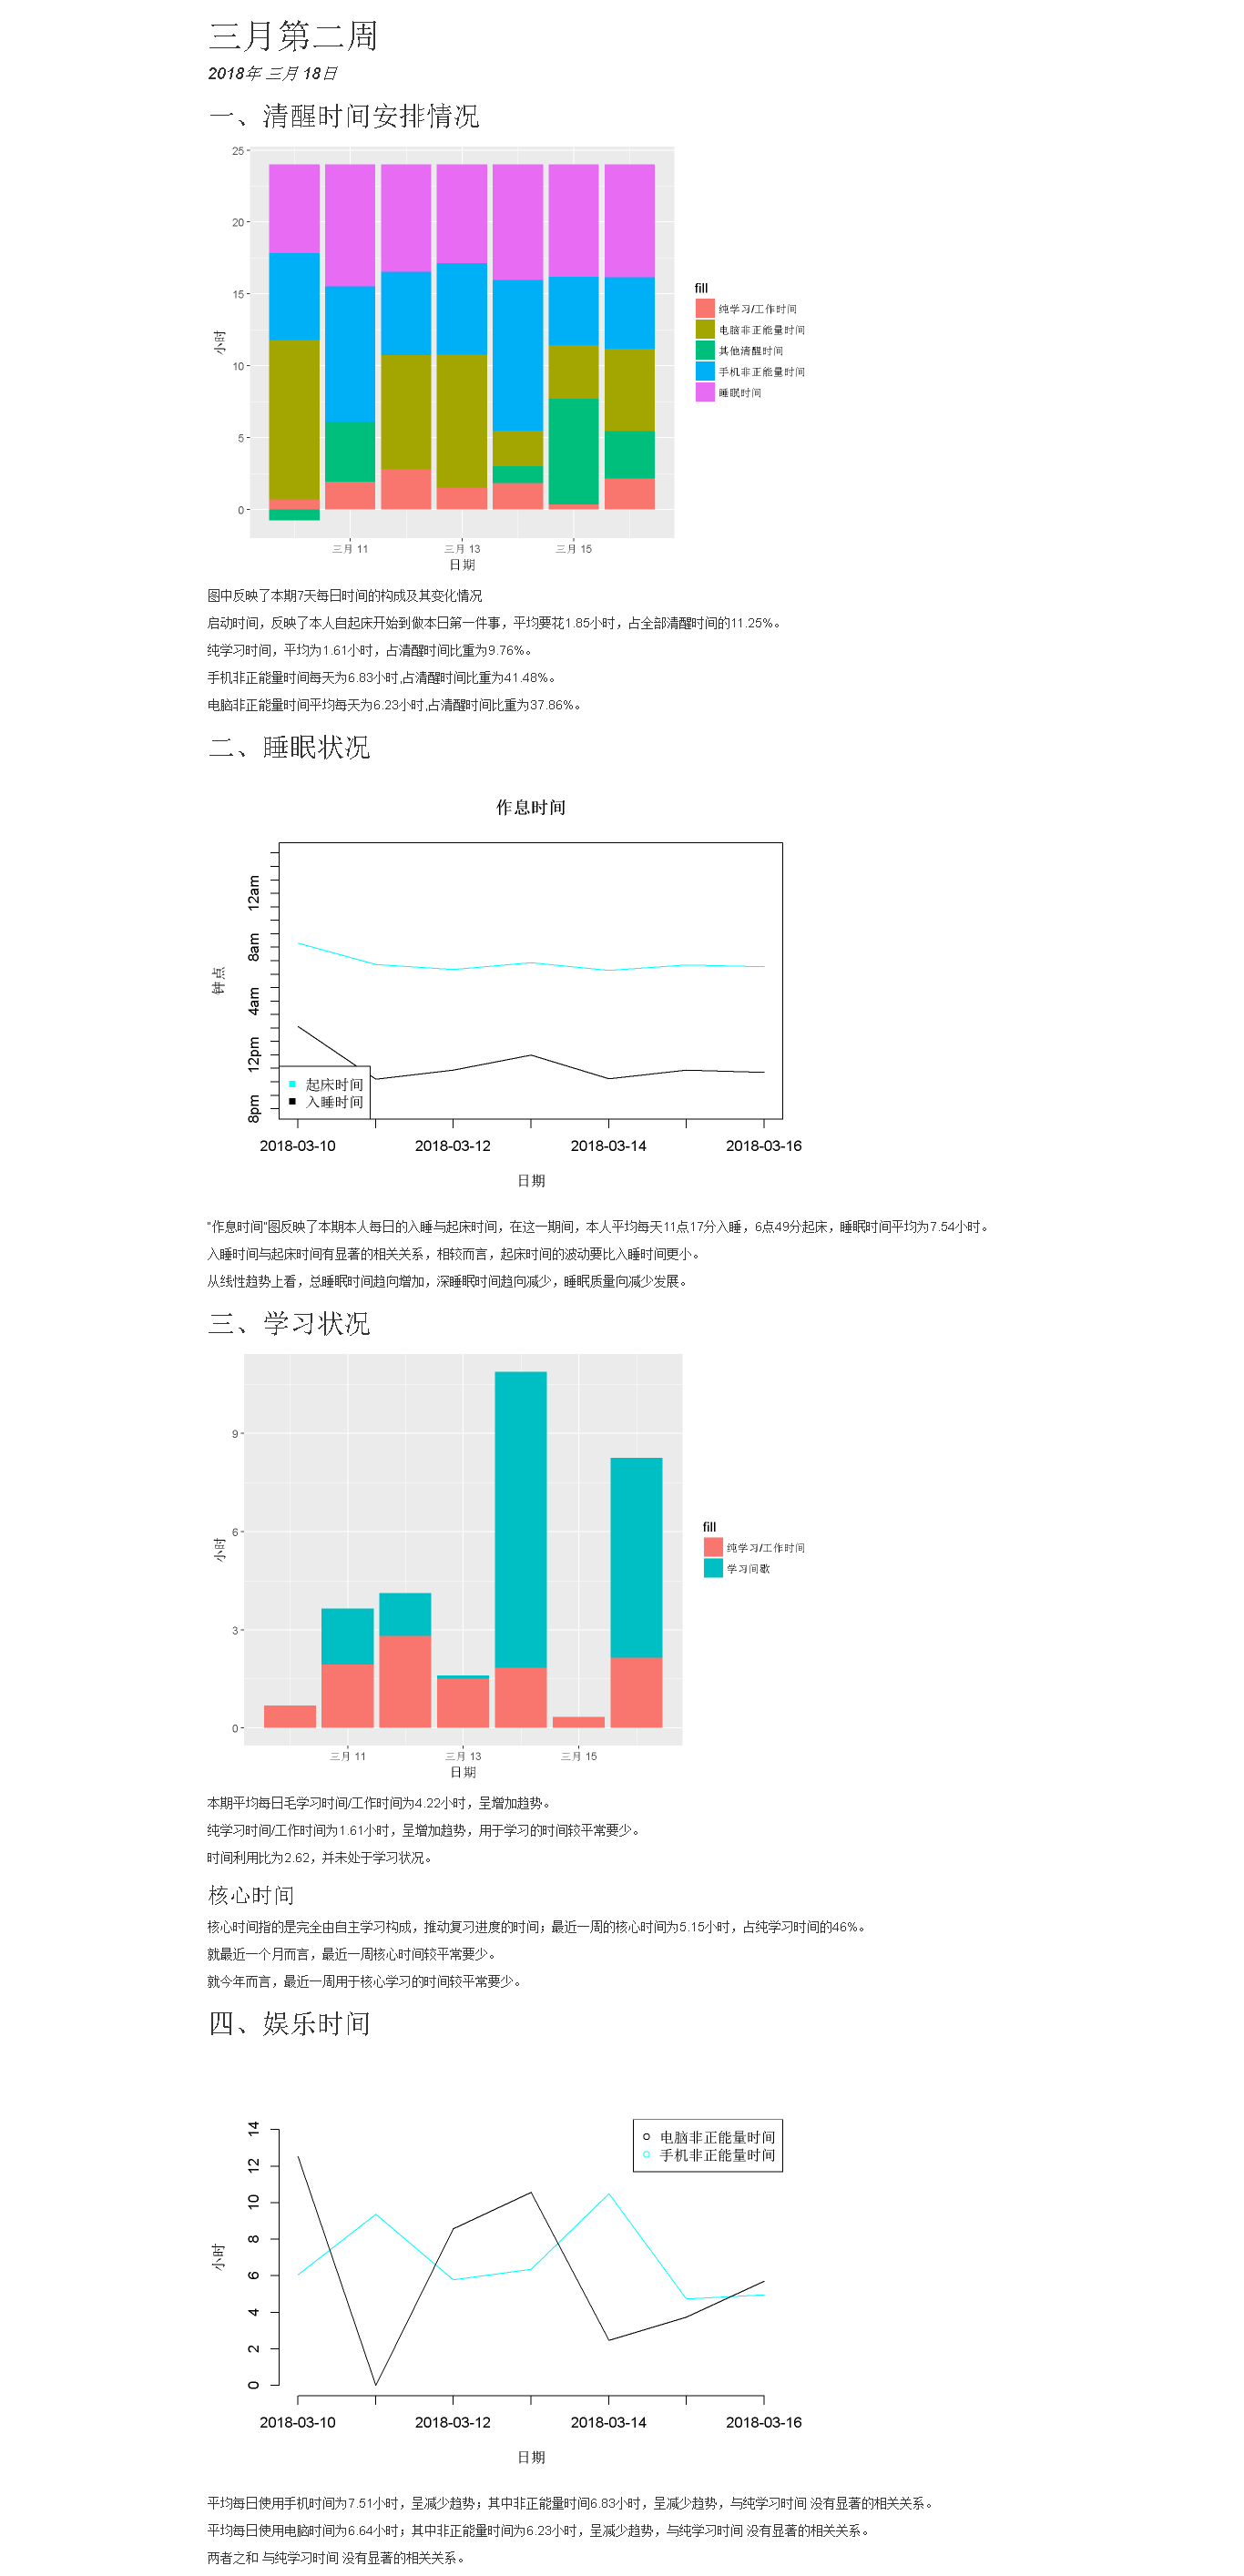 三月第二周
2018年 三月 18日
一、清醒时间安排情况
25
20
15
10
5
0
小时
三月 11
三月 13
三月 15
日期
fill
纯学习/工作时间
电脑非正能量时间
其他清醒时间
手机非正能量时间
睡眠时间
图中反映了本期7天每日时间的构成及其变化情况
启动时间，反映了本人自起床开始到做本日第一件事，平均要花1.85小时，占全部清醒时间的11.25%。
纯学习时间，平均为1.61小时，占清醒时间比重为9.76%。
手机非正能量时间每天为6.83小时,占清醒时间比重为41.48%。
电脑非正能量时间平均每天为6.23小时,占清醒时间比重为37.86%。
二、睡眠状况
作息时间
12am
8am
4am
12pm
8pm
钟点
起床时间
入睡时间
2018-03-10
2018-03-12
2018-03-14
2018-03-16
日期
"作息时间"图反映了本期本人每日的入睡与起床时间，在这一期间，本人平均每天11点17分入睡，6点49分起床，睡眠时间平均为7.54小时。
入睡时间与起床时间有显著的相关关系，相较而言，起床时间的波动要比入睡时间更小。
从线性趋势上看，总睡眠时间趋向增加，深睡眠时间趋向减少，睡眠质量向减少发展。
三、学习状况
9
6
3
0
小时
三月 11
三月 13
三月 15
日期
fill
纯学习/工作时间
学习间歇
本期平均每日毛学习时间/工作时间为4.22小时，呈增加趋势。
纯学习时间/工作时间为1.61小时，呈增加趋势，用于学习的时间较平常要少。
时间利用比为2.62，并未处于学习状况。
核心时间
核心时间指的是完全由自主学习构成，推动复习进度的时间；最近一周的核心时间为5.15小时，占纯学习时间的46%。
就最近一个月而言，最近一周核心时间较平常要少。
就今年而言，最近一周用于核心学习的时间较平常要少。
四、娱乐时间
14
12
10
8
6
4
2
0
小时
电脑非正能量时间
手机非正能量时间
2018-03-10
2018-03-12
2018-03-14
2018-03-16
日期
平均每日使用手机时间为7.51小时，呈减少趋势；其中非正能量时间6.83小时，呈减少趋势，与纯学习时间 没有显著的相关关系。
平均每日使用电脑时间为6.64小时；其中非正能量时间为6.23小时，呈减少趋势，与纯学习时间 没有显著的相关关系。
两者之和 与纯学习时间 没有显著的相关关系。